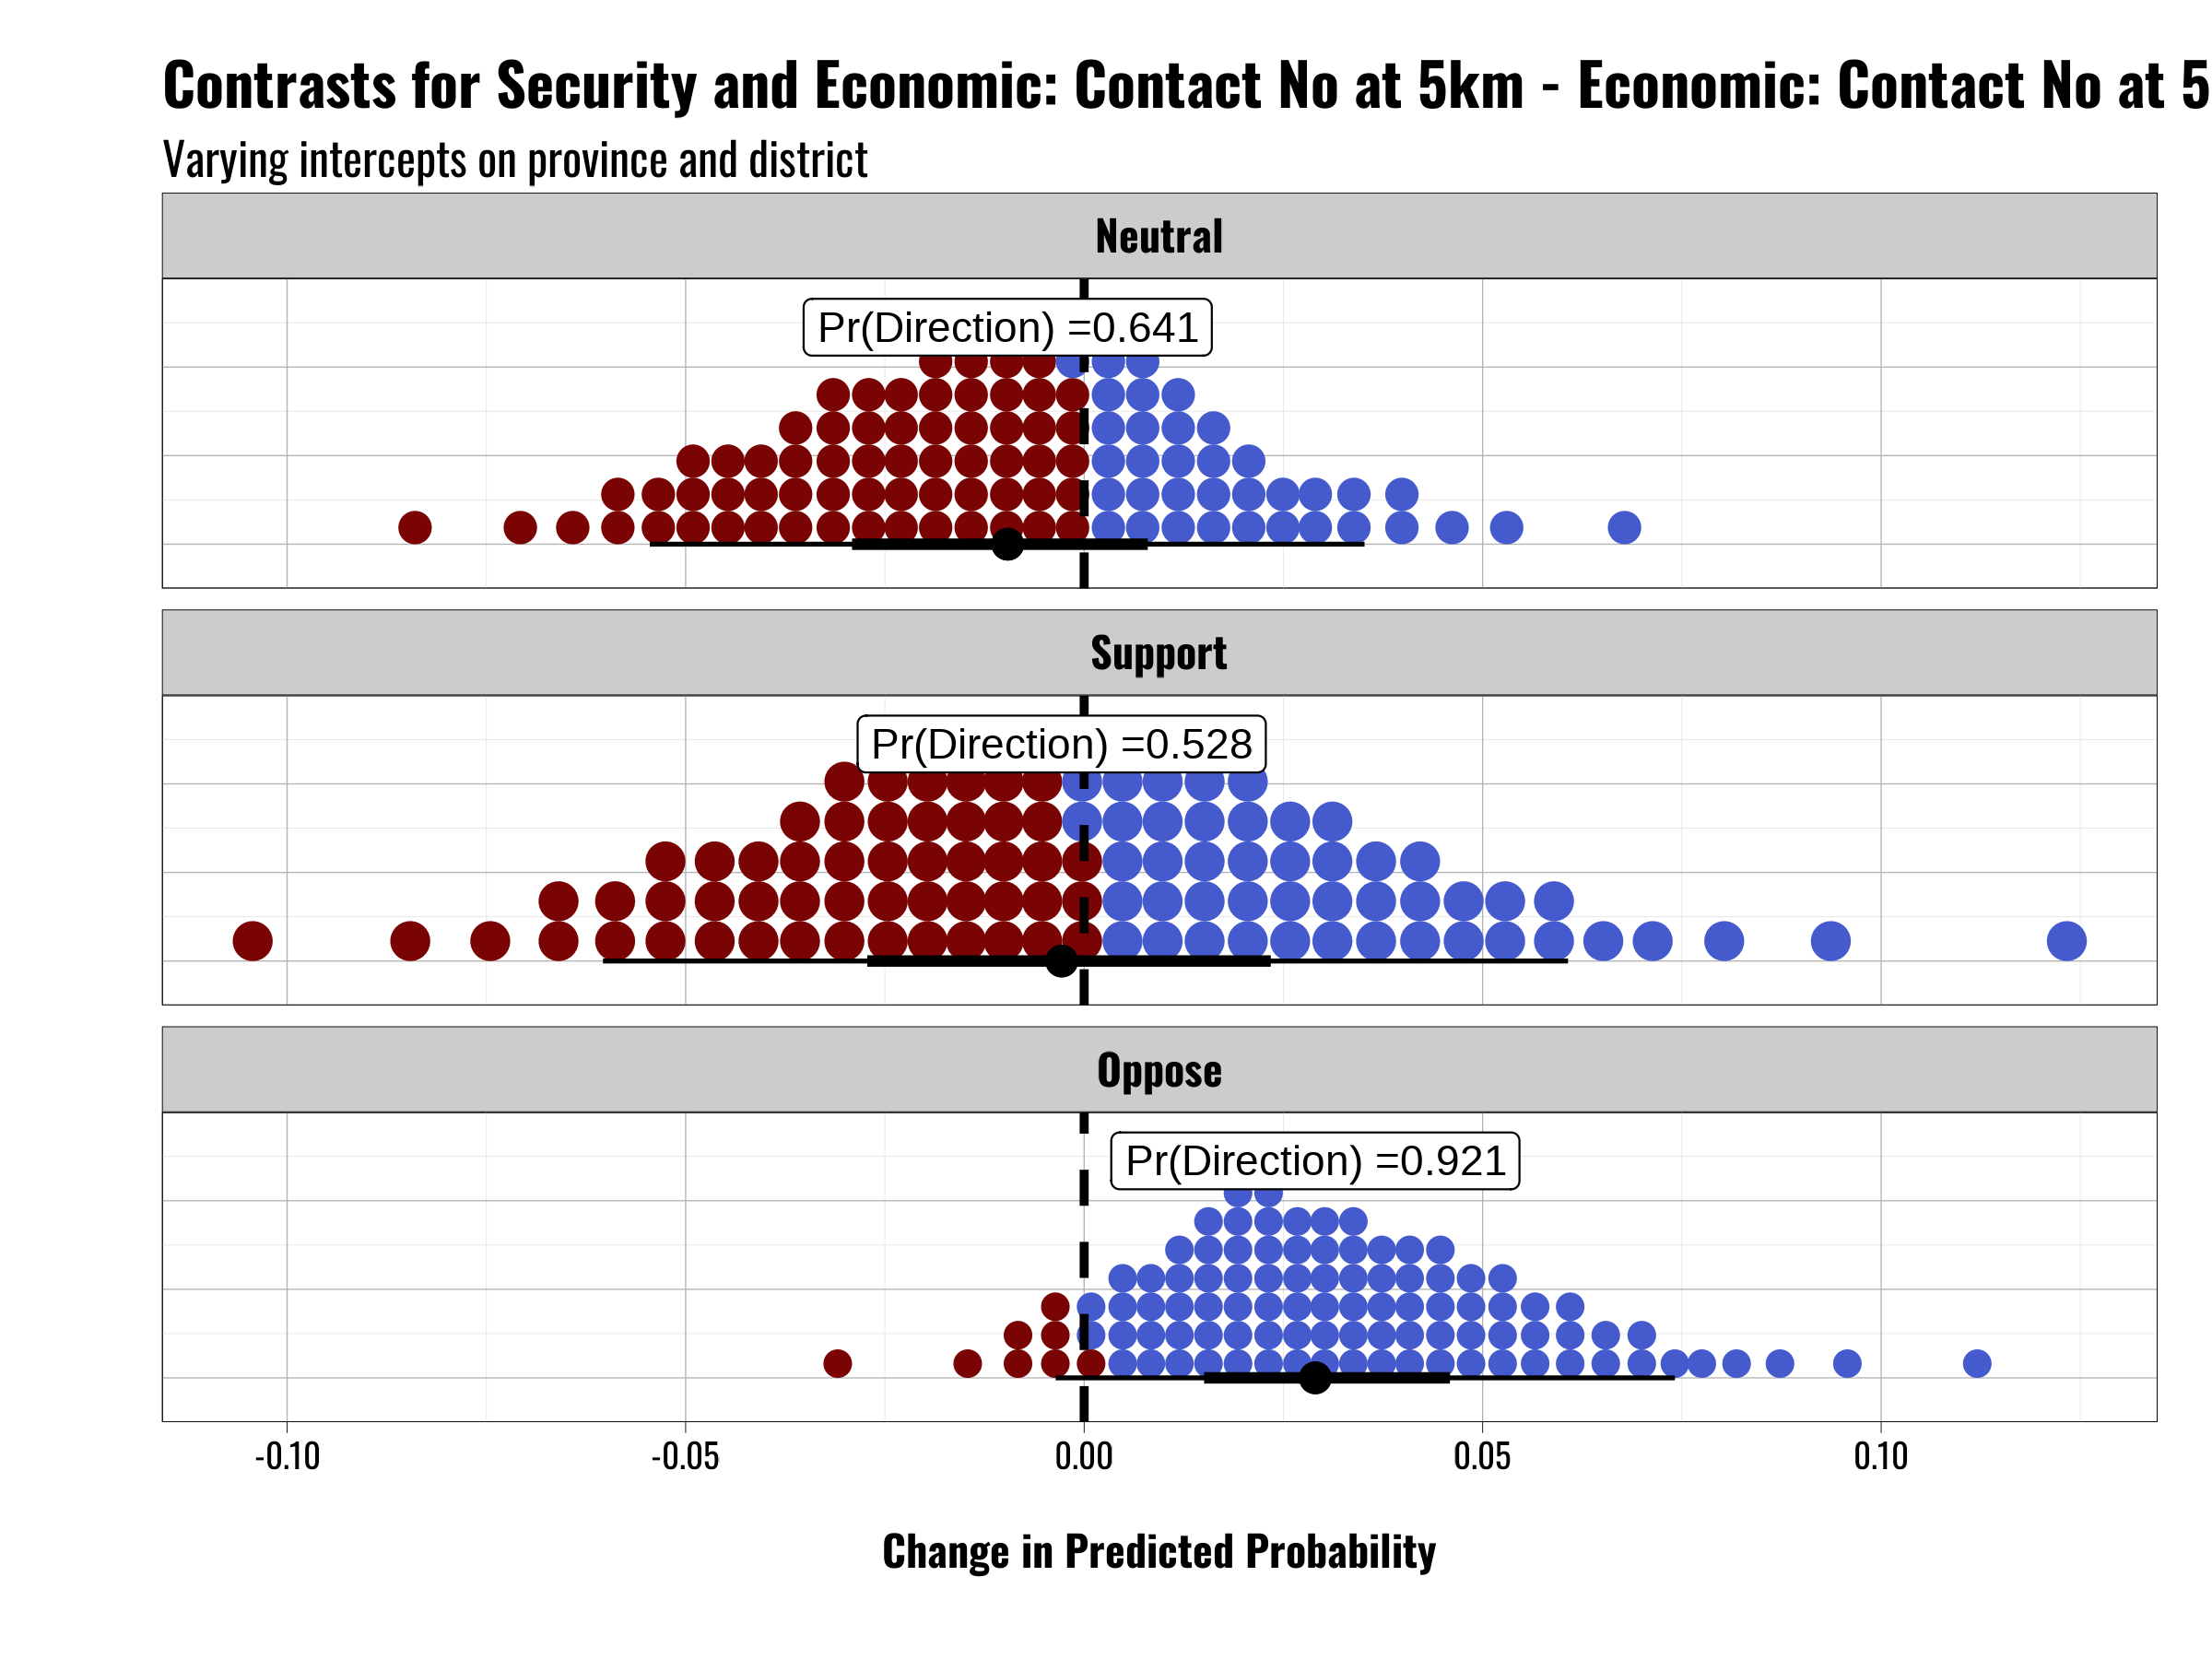 Contrasts for Security and Economic: Contact No at 5km - Economic: Contact No at 5
Varying intercepts on province and district
Neutral
Pr(Direction) =0.641
Support
Pr(Direction) =0.528
Oppose
Pr(Direction) =0.921
-0.10 -0.05 0.00 0.05 0.10
Change in Predicted Probability